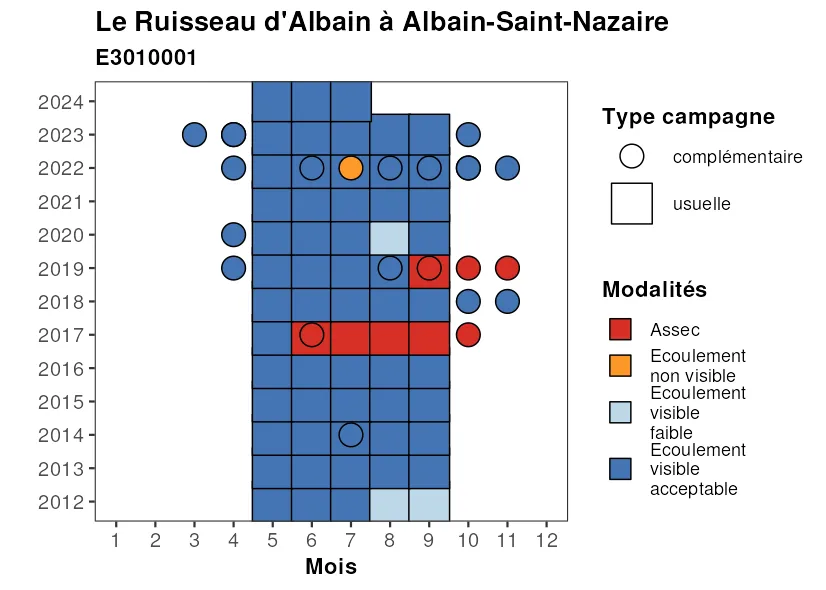 Le Ruisseau d'Albain à Albain-Saint-Nazaire
E3010001
2024
2023
2022
2021
2020
2019
2018
2017
2016
2015
2014
2013
2012
1 2 3 4 5 6 7 8 9 10 11 12
Mois
Type campagne
complémentaire
usuelle
Modalités
Assec
Ecoulement
non visible
Ecoulement
visible
faible
Ecoulement
visible
acceptable